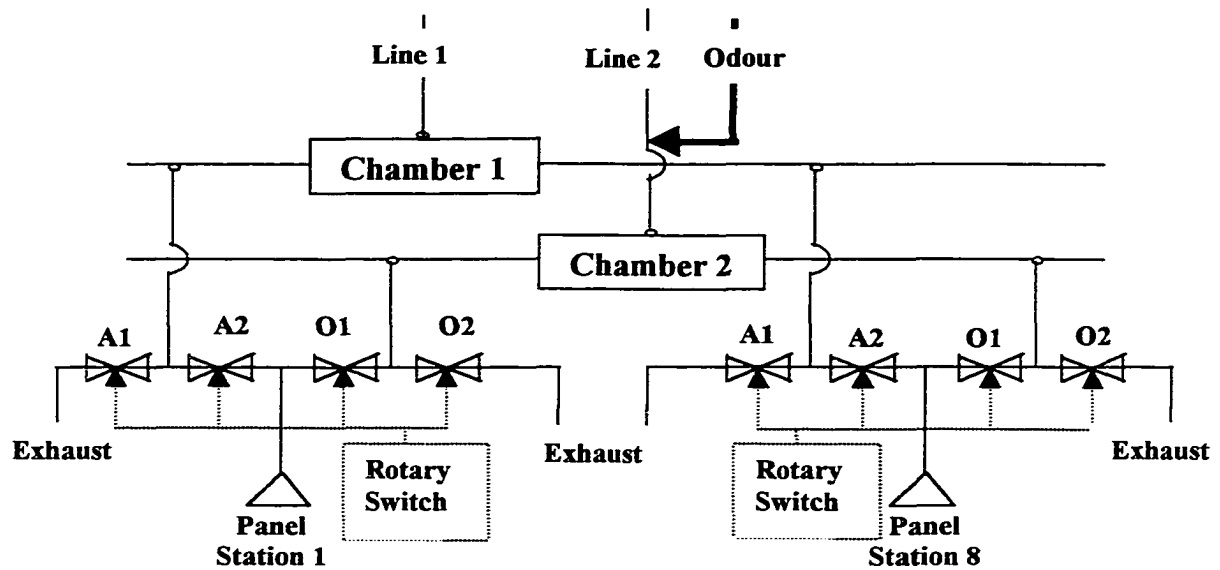 Line 1
Line 2
Odour
Chamber 1
Chamber 2
A1
A2
O1
O2
A1
A2
O1
O2
Exhaust
Rotary
Switch
Exhaust
Rotary
Switch
Exhaust
Panel
Station 1
Panel
Station 8